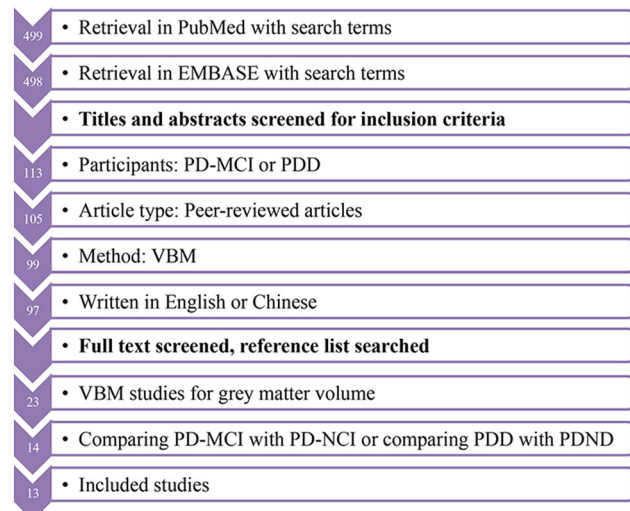 499 • Retrieval in PubMed with search terms
498 • Retrieval in EMBASE with search terms
• Titles and abstracts screened for inclusion criteria
113 • Participants: PD-MCI or PDD
105 • Article type: Peer-reviewed articles
99 • Method: VBM
97 • Written in English or Chinese
• Full text screened, reference list searched
23 • VBM studies for grey matter volume
14 • Comparing PD-MCI with PD-NCI or comparing PDD with PDND
13 • Included studies